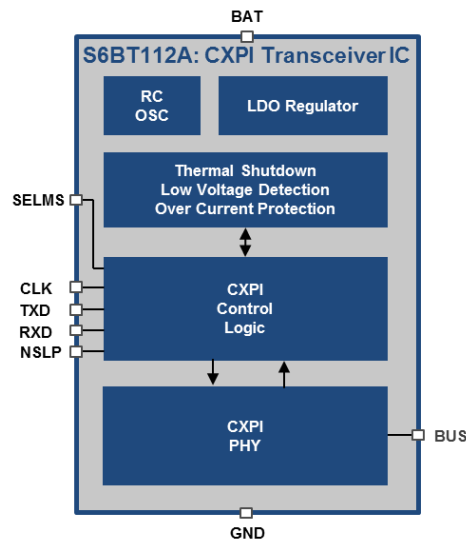 BAT
S6BT112A: CXPI Transceiver IC
RC
OSC
LDO Regulator
Thermal Shutdown
Low Voltage Detection
Over Current Protection
SELMS
CXPI
Control
Logic
CLK
TXD
RXD
NSLP
CXPI
PHY
BUS
GND